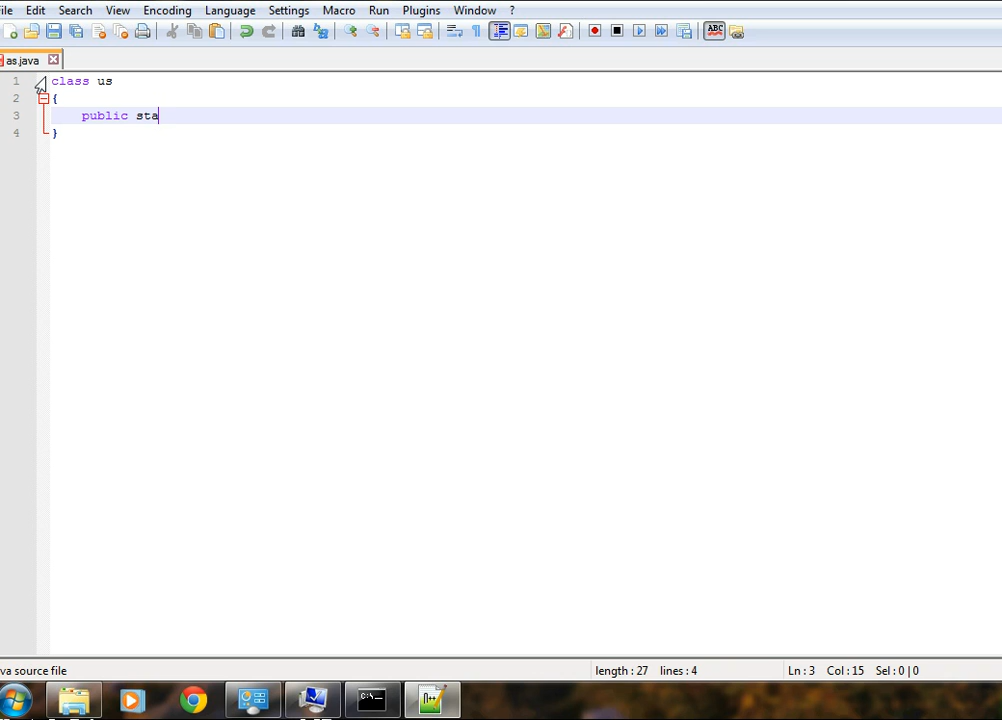 ile Edit Search View Encoding Language Settings Macro Run Plugins Window ?
ABC
as.java
1 class us
2 {
3 public sta
4 }
va source file length : 27 lines : 4 Ln : 3 Col : 15 Sel : 0 | 0
C:\.